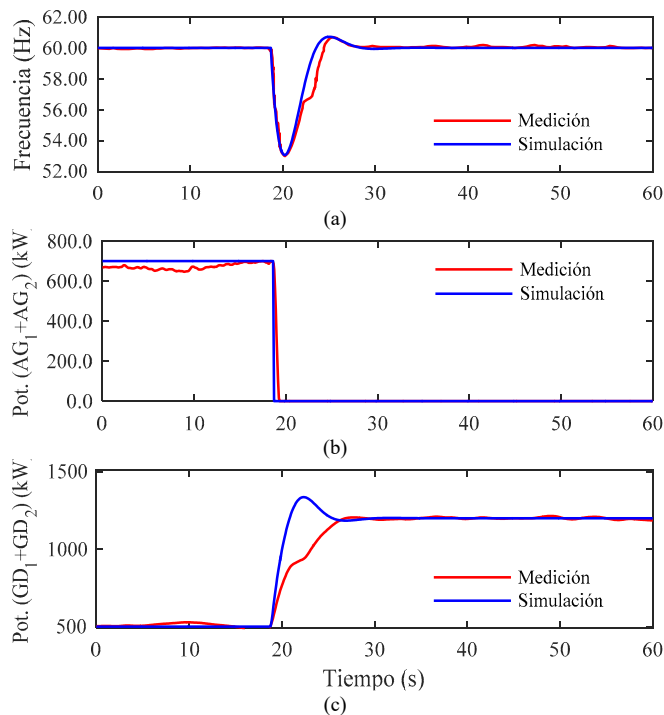 Frecuencia (Hz)
62.00
60.00
58.00
56.00
54.00
52.00
Medición
Simulación
0 10 20 30 40 50 60
(a)
Pot. (AG1+AG2) (kW)
800.0
600.0
400.0
200.0
0.0
Medición
Simulación
0 10 20 30 40 50 60
(b)
Pot. (GD1+GD2) (kW)
1500
1000
500
Medición
Simulación
0 10 20 30 40 50 60
Tiempo (s)
(c)